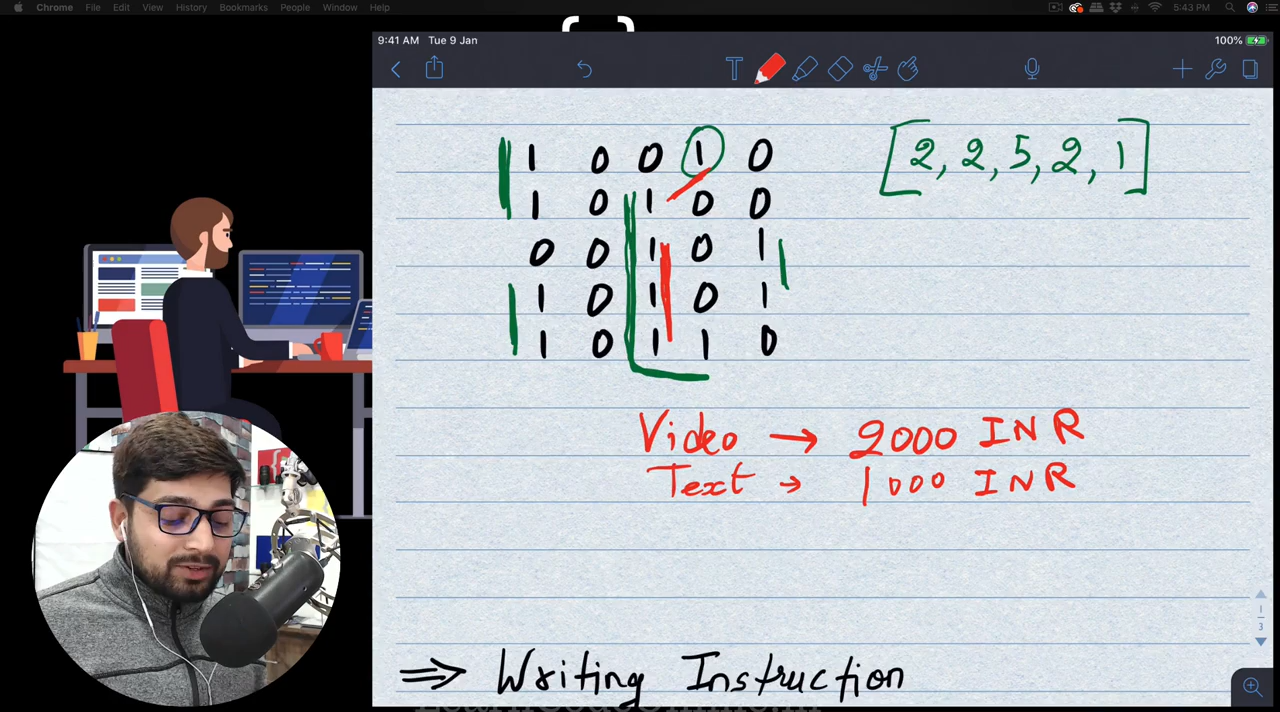 Chrome File Edit View History Bookmarks People Window Help 5:43 PM
9:41 AM Tue 9 Jan 100%
T
1 0 0 1 0 [2, 2, 5, 2, 1]
1 0 1 0 0
0 0 1 0 1
1 0 1 0 1
1 0 1 1 0
Video → 2000 INR
Text → 1000 INR
1
3
⇒ Writing Instruction